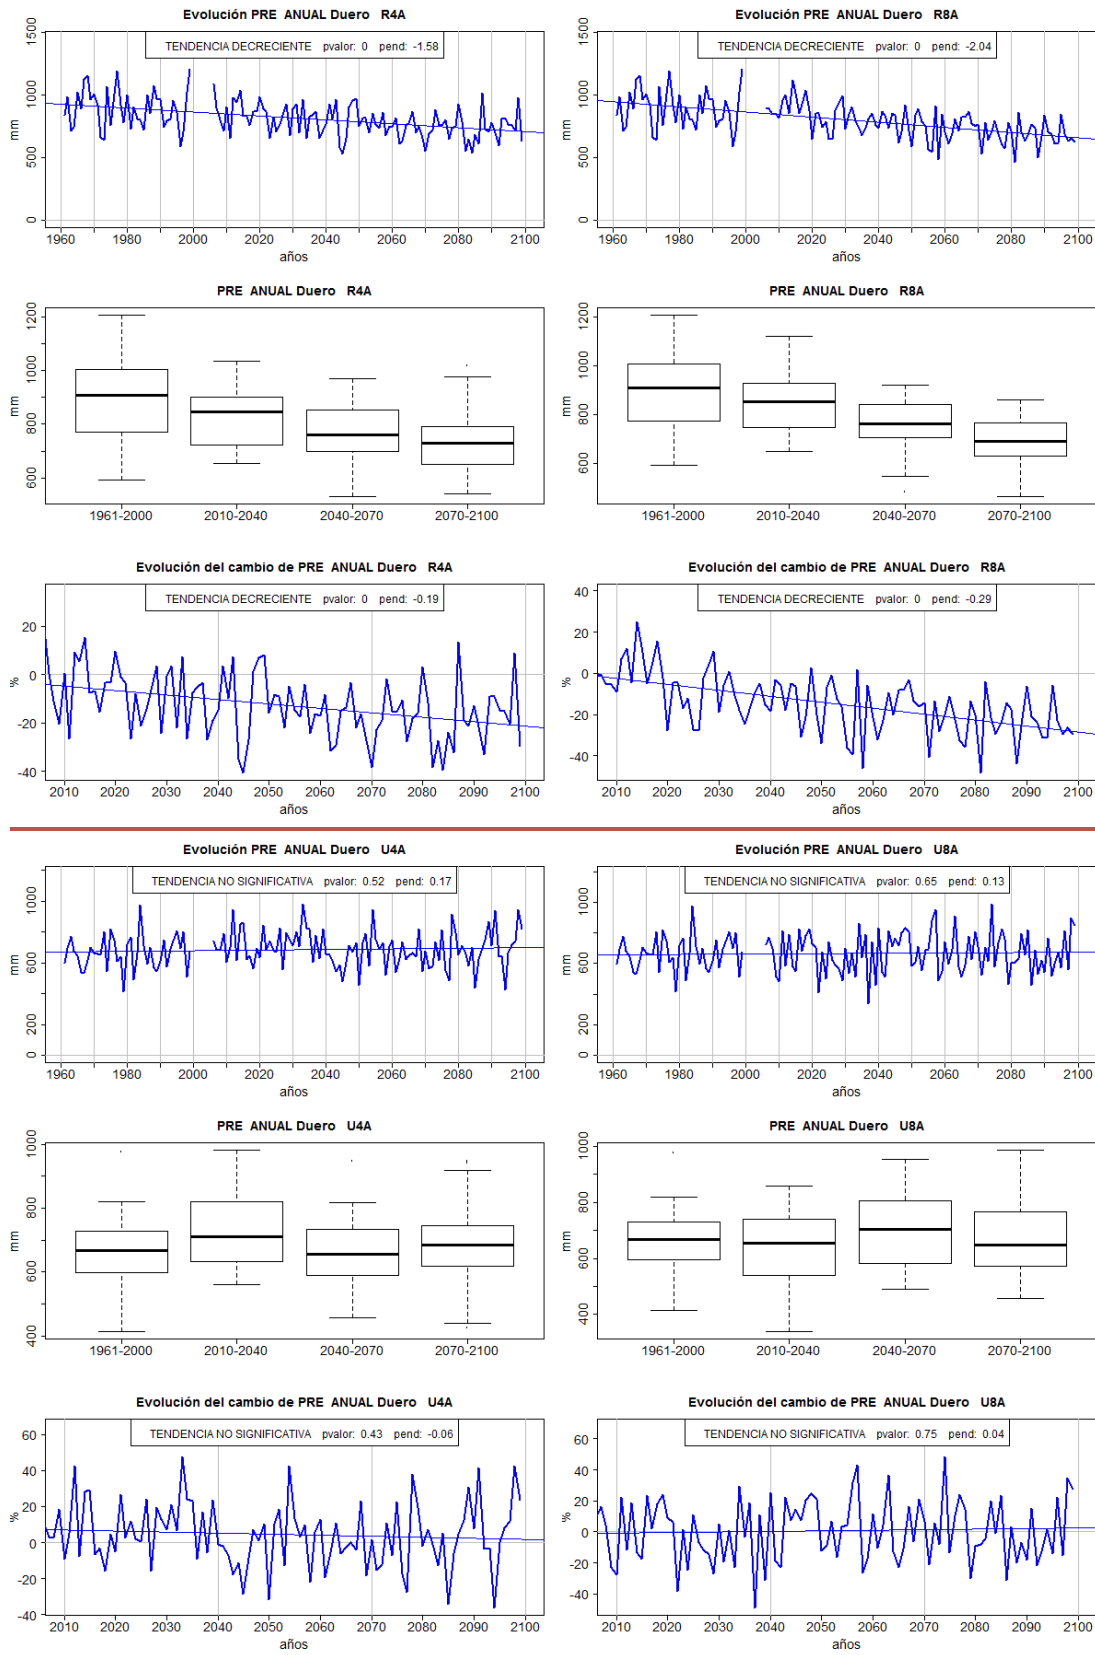 Evolución PRE ANUAL Duero R4A
TENDENCIA DECRECIENTE pvalor: 0 pend: -1.58
mm
0 500 1000 1500
1960 1980 2000 2020 2040 2060 2080 2100
años
Evolución PRE ANUAL Duero R8A
TENDENCIA DECRECIENTE pvalor: 0 pend: -2.04
mm
0 500 1000 1500
1960 1980 2000 2020 2040 2060 2080 2100
años
PRE ANUAL Duero R4A
mm
600 800 1000 1200
1961-2000 2010-2040 2040-2070 2070-2100
PRE ANUAL Duero R8A
mm
600 800 1000 1200
1961-2000 2010-2040 2040-2070 2070-2100
Evolución del cambio de PRE ANUAL Duero R4A
TENDENCIA DECRECIENTE pvalor: 0 pend: -0.19
%
20
0
-20
-40
2010 2020 2030 2040 2050 2060 2070 2080 2090 2100
años
Evolución del cambio de PRE ANUAL Duero R8A
TENDENCIA DECRECIENTE pvalor: 0 pend: -0.29
%
40
20
0
-20
-40
2010 2020 2030 2040 2050 2060 2070 2080 2090 2100
años
Evolución PRE ANUAL Duero U4A
TENDENCIA NO SIGNIFICATIVA pvalor: 0.52 pend: 0.17
mm
0 200 400 600 800 1000
1960 1980 2000 2020 2040 2060 2080 2100
años
Evolución PRE ANUAL Duero U8A
TENDENCIA NO SIGNIFICATIVA pvalor: 0.65 pend: 0.13
mm
0 200 400 600 800 1000
1960 1980 2000 2020 2040 2060 2080 2100
años
PRE ANUAL Duero U4A
mm
400 600 800 1000
1961-2000 2010-2040 2040-2070 2070-2100
PRE ANUAL Duero U8A
mm
400 600 800 1000
1961-2000 2010-2040 2040-2070 2070-2100
Evolución del cambio de PRE ANUAL Duero U4A
TENDENCIA NO SIGNIFICATIVA pvalor: 0.43 pend: -0.06
%
60
40
20
0
-20
-40
2010 2020 2030 2040 2050 2060 2070 2080 2090 2100
años
Evolución del cambio de PRE ANUAL Duero U8A
TENDENCIA NO SIGNIFICATIVA pvalor: 0.75 pend: 0.04
%
60
40
20
0
-20
-40
2010 2020 2030 2040 2050 2060 2070 2080 2090 2100
años